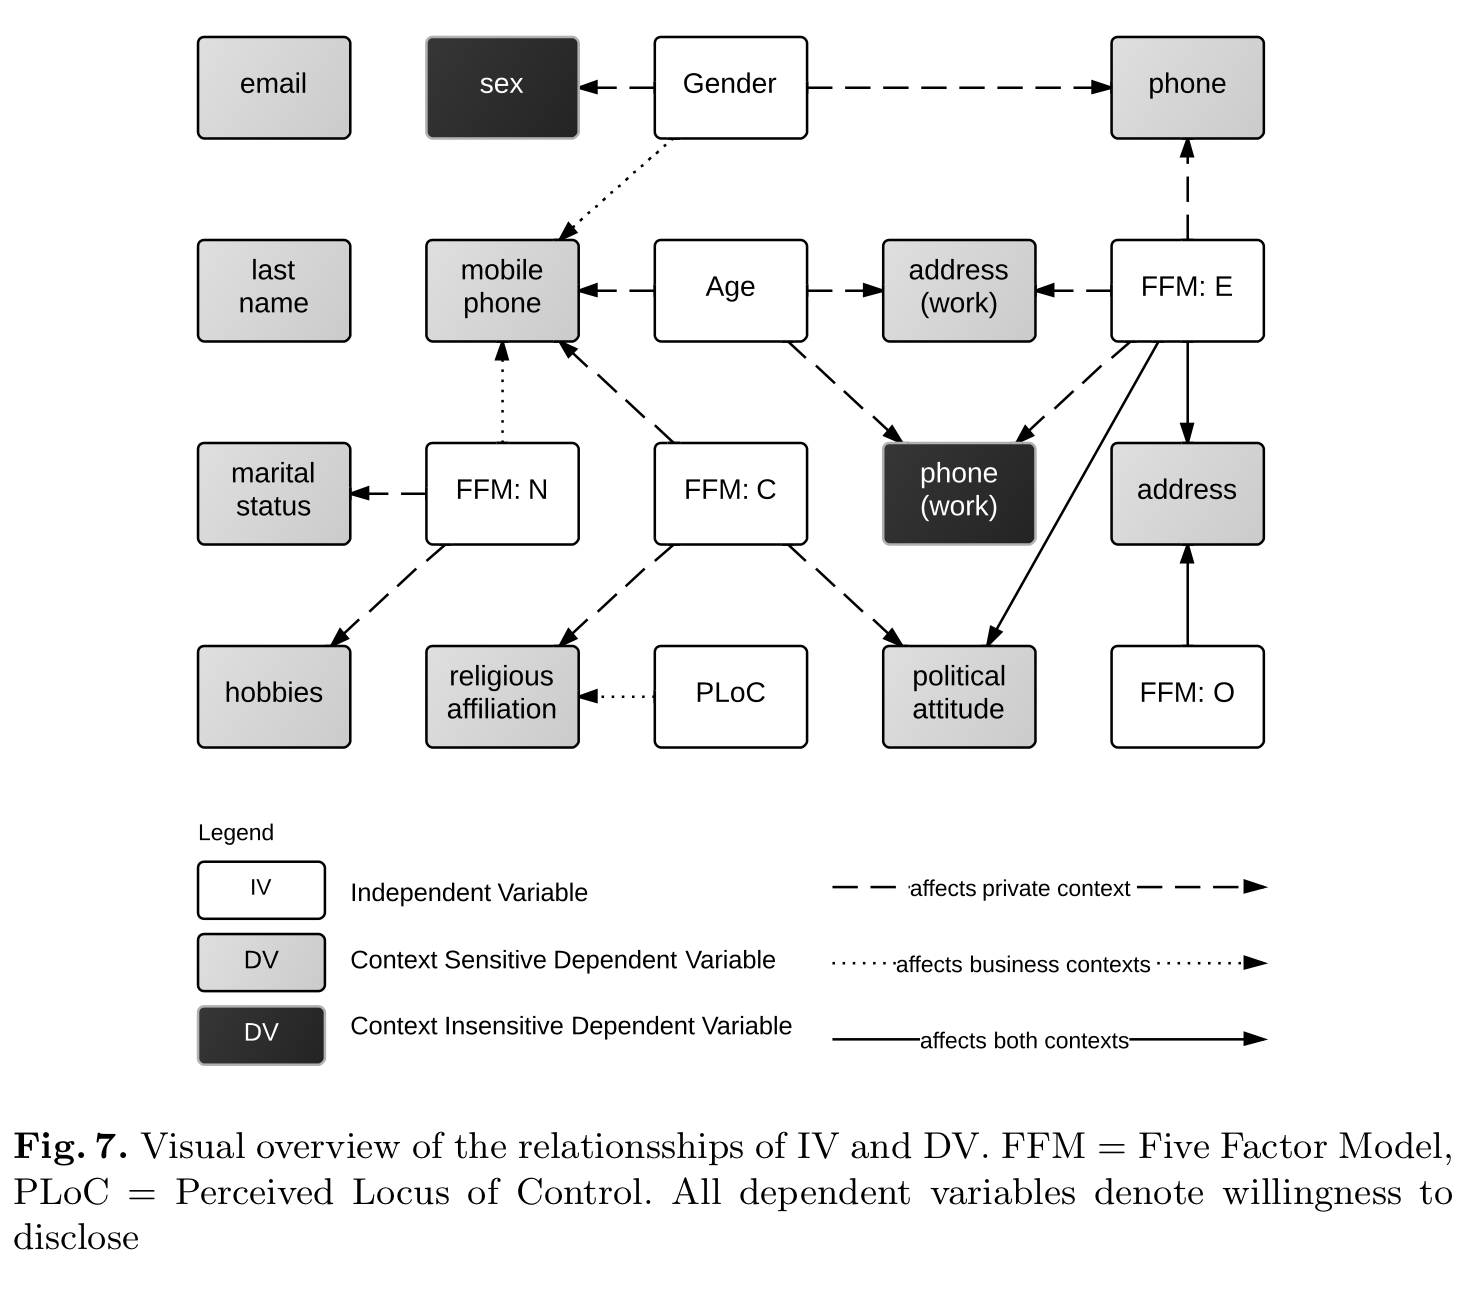 email
sex
Gender
phone
last
name
mobile
phone
Age
address
(work)
FFM: E
marital
status
FFM: N
FFM: C
phone
(work)
address
hobbies
religious
affiliation
PLoC
political
attitude
FFM: O
Legend
IV
Independent Variable
affects private context
DV
Context Sensitive Dependent Variable
affects business contexts
DV
Context Insensitive Dependent Variable
affects both contexts
Fig. 7. Visual overview of the relationsships of IV and DV. FFM = Five Factor Model,
PLoC = Perceived Locus of Control. All dependent variables denote willingness to
disclose